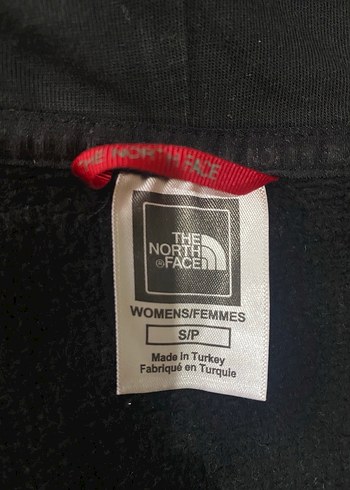 THE NORTH FACE
THE
NORTH
FACE
WOMENS/FEMMES
S/P
Made in Turkey
Fabriqué en Turquie